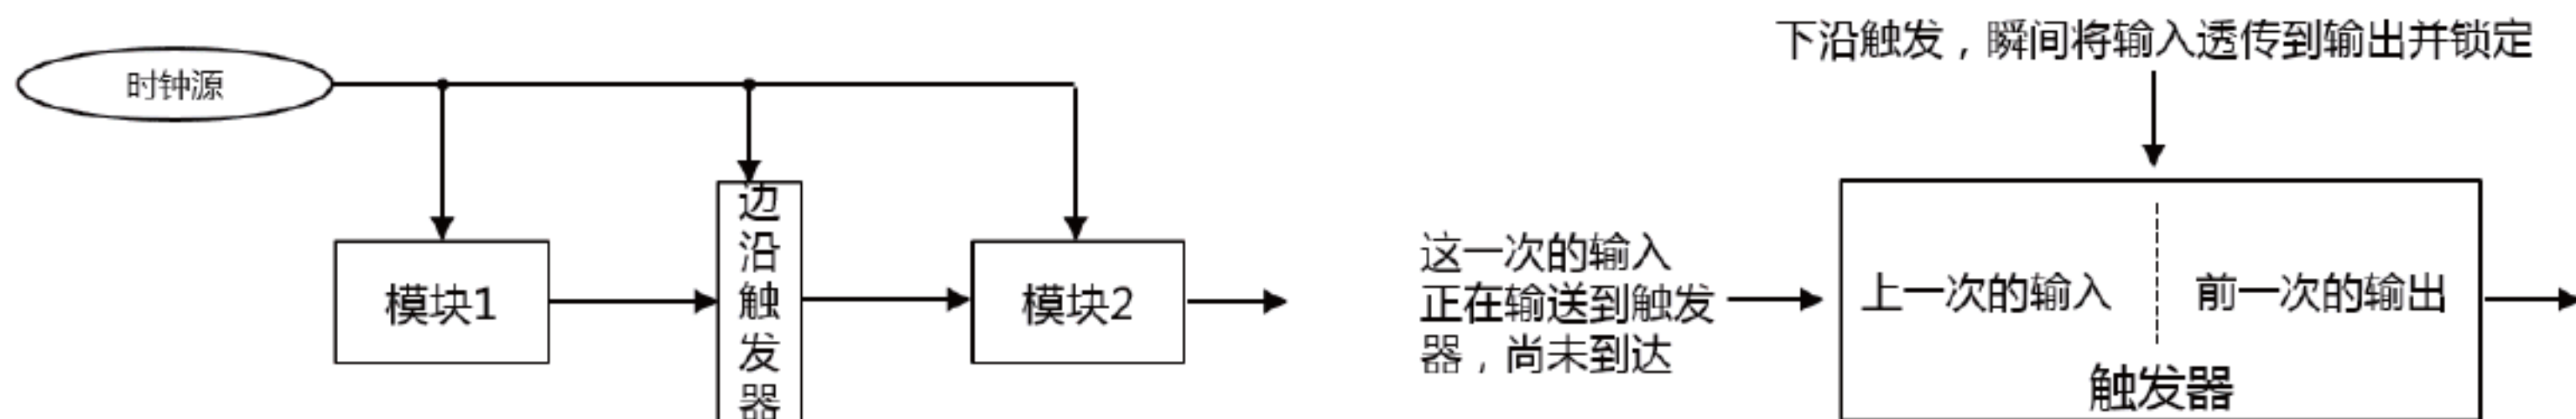 时钟源
边沿触发器
模块1
模块2
下沿触发，瞬间将输入透传到输出并锁定
这一次的输入
正在输送到触发
器，尚未到达
上一次的输入
前一次的输出
触发器